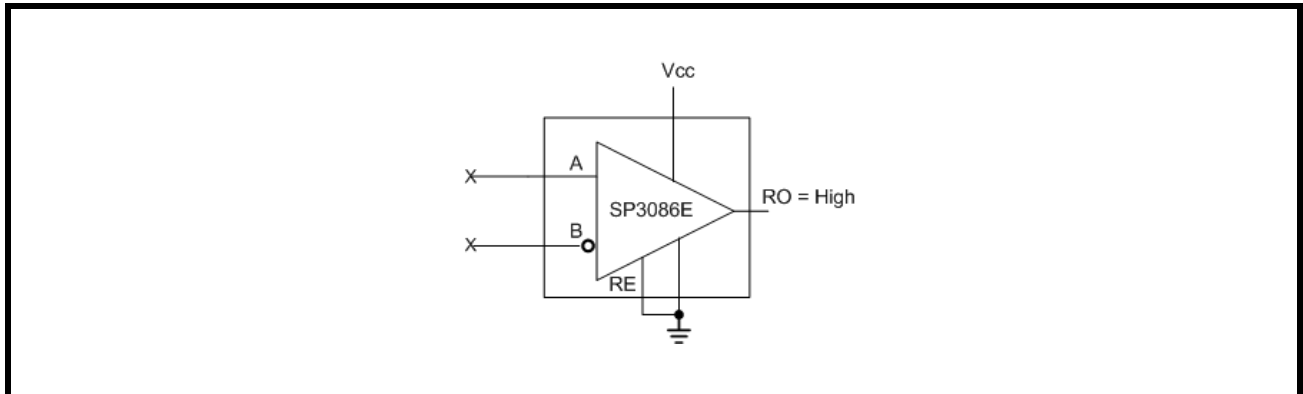 Vcc
X
A
SP3086E
RO = High
X
B
RE